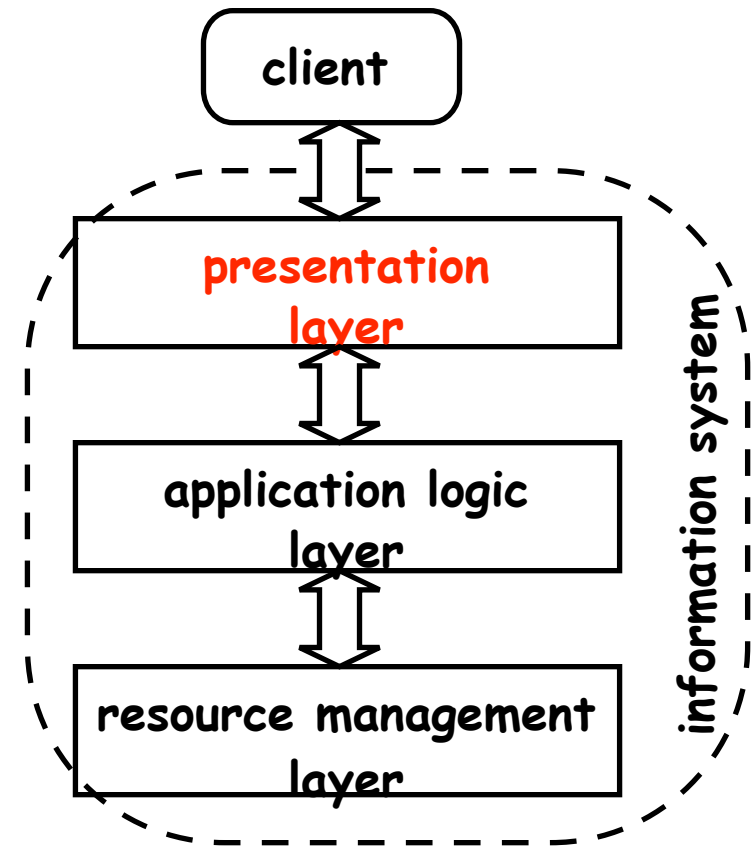 client
presentation
layer
application logic
layer
resource management
layer
information system